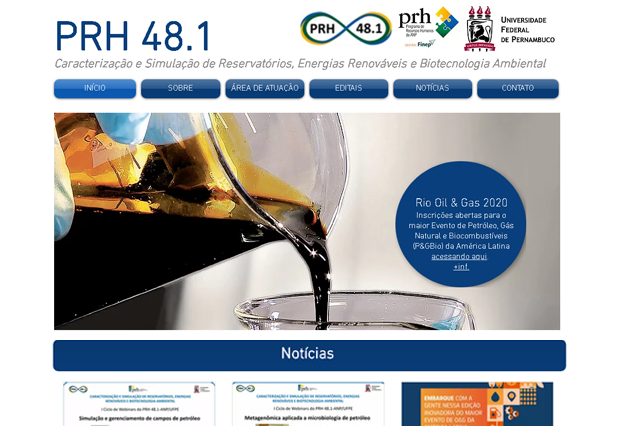 PRH 48.1
PRH 48.1
prh
Programa de
Recursos Humanos
da ANP
Finep
UNIVERSIDADE
FEDERAL
DE PERNAMBUCO
Caracterização e Simulação de Reservatórios, Energias Renováveis e Biotecnologia Ambiental
INÍCIO
SOBRE
ÁREA DE ATUAÇÃO
EDITAIS
NOTÍCIAS
CONTATO
Rio Oil & Gas 2020
Inscrições abertas para o
maior Evento de Petróleo, Gás
Natural e Biocombustíveis
(P&GBio) da América Latina
acessando aqui.
+inf.
Notícias
CARACTERIZAÇÃO E SIMULAÇÃO DE RESERVATÓRIOS, ENERGIAS
RENOVÁVEIS E BIOTECNOLOGIA AMBIENTAL
I Ciclo de Webinars do PRH 48.1-ANP/UFPE
Simulação e gerenciamento de campos de petróleo
CARACTERIZAÇÃO E SIMULAÇÃO DE RESERVATÓRIOS, ENERGIAS
RENOVÁVEIS E BIOTECNOLOGIA AMBIENTAL
I Ciclo de Webinars do PRH 48.1-ANP/UFPE
Metagenômica aplicada a microbiologia de petróleo
EMBARQUE COM A
GENTE NESSA EDIÇÃO
INOVADORA DO MAIOR
EVENTO DE O&G DA